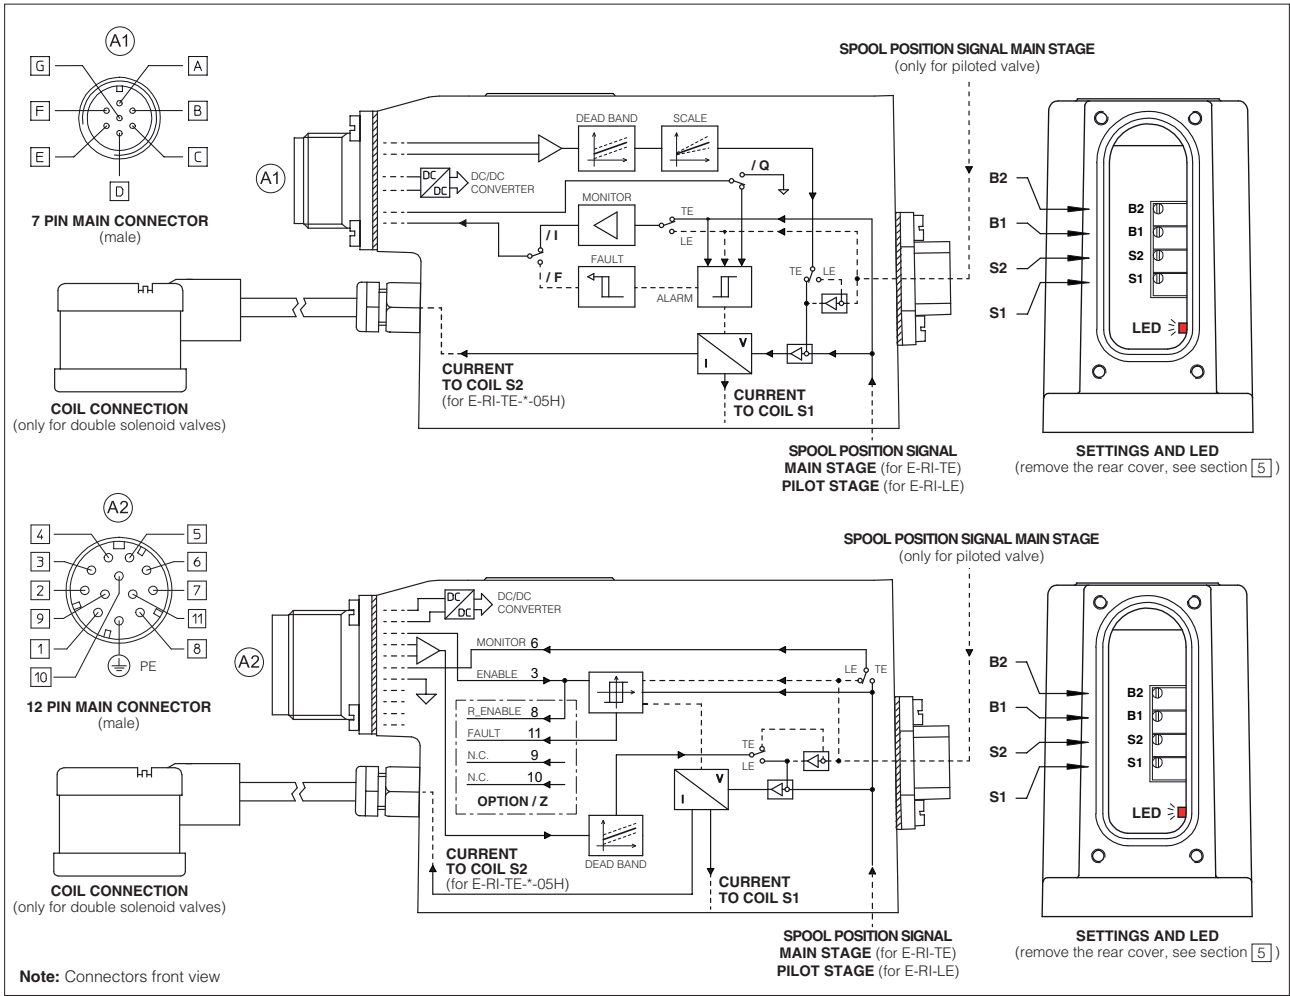 A1
G
A
F
B
E
C
D
7 PIN MAIN CONNECTOR
(male)
COIL CONNECTION
(only for double solenoid valves)
A1
DEAD BAND
SCALE
DC
DC
DC/DC
CONVERTER
/ Q
MONITOR
TE
LE
/ I
/ F
FAULT
ALARM
TE
LE
V
I
CURRENT
TO COIL S2
(for E-RI-TE-*-05H)
CURRENT
TO COIL S1
SPOOL POSITION SIGNAL MAIN STAGE
(only for piloted valve)
SPOOL POSITION SIGNAL
MAIN STAGE (for E-RI-TE)
PILOT STAGE (for E-RI-LE)
B2
B1
S2
S1
B2
B1
S2
S1
LED
SETTINGS AND LED
(remove the rear cover, see section 5 )
A2
4
5
3
6
2
7
9
11
1
8
10
PE
12 PIN MAIN CONNECTOR
(male)
COIL CONNECTION
(only for double solenoid valves)
A2
DC
DC
DC/DC
CONVERTER
MONITOR 6
ENABLE 3
R_ENABLE 8
FAULT 11
N.C. 9
N.C. 10
OPTION / Z
LE
TE
TE
LE
V
I
DEAD BAND
CURRENT
TO COIL S2
(for E-RI-TE-*-05H)
CURRENT
TO COIL S1
SPOOL POSITION SIGNAL MAIN STAGE
(only for piloted valve)
SPOOL POSITION SIGNAL
MAIN STAGE (for E-RI-TE)
PILOT STAGE (for E-RI-LE)
B2
B1
S2
S1
B2
B1
S2
S1
LED
SETTINGS AND LED
(remove the rear cover, see section 5 )
Note: Connectors front view